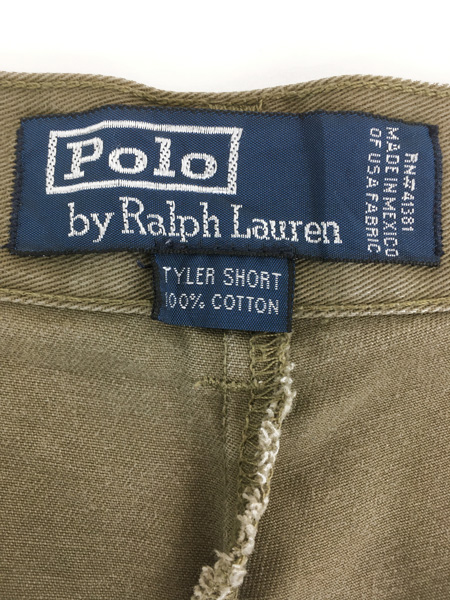 Polo
by Ralph Lauren
RN#41381
MADE IN MEXICO
OF USA FABRIC
TYLER SHORT
100% COTTON